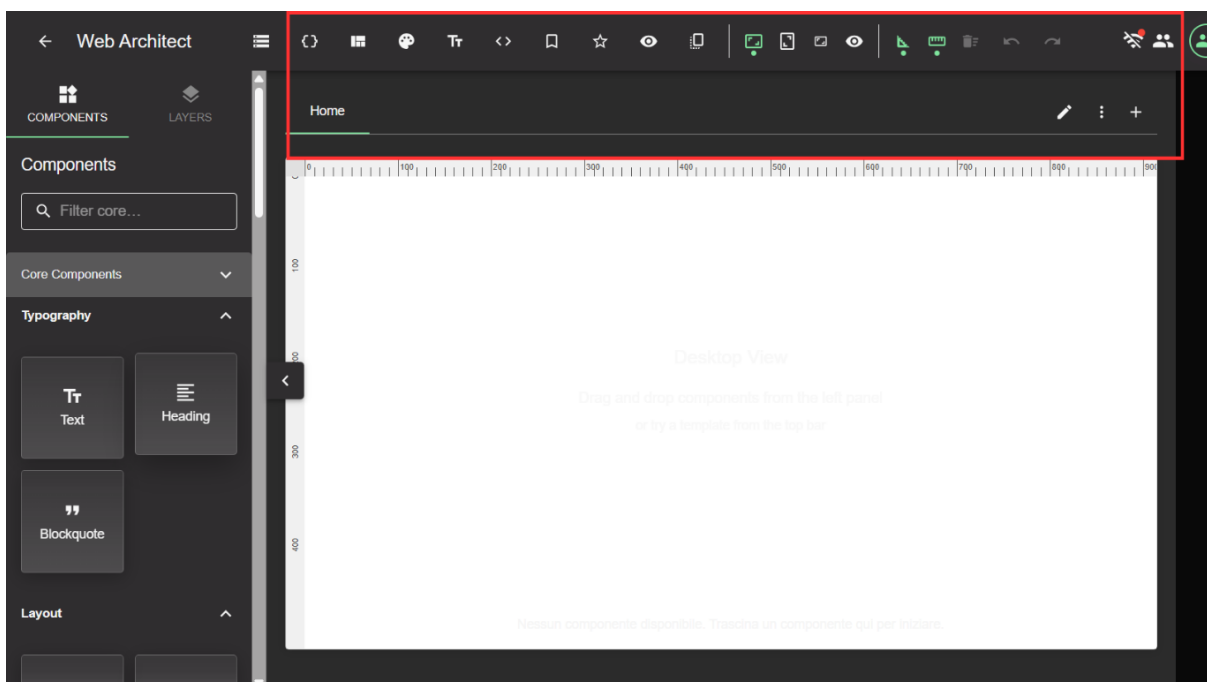 Web Architect
COMPONENTS
LAYERS
Components
Filter core...
Core Components
Typography
Tт
Text
Heading
Blockquote
Layout
Home
0 100 200 300 400 500 600 700 800 900
100
300
400
Desktop View
Drag and drop components from the left panel
or try a template from the top bar
Nessun componente disponibile. Trascina un componente qui per iniziare.